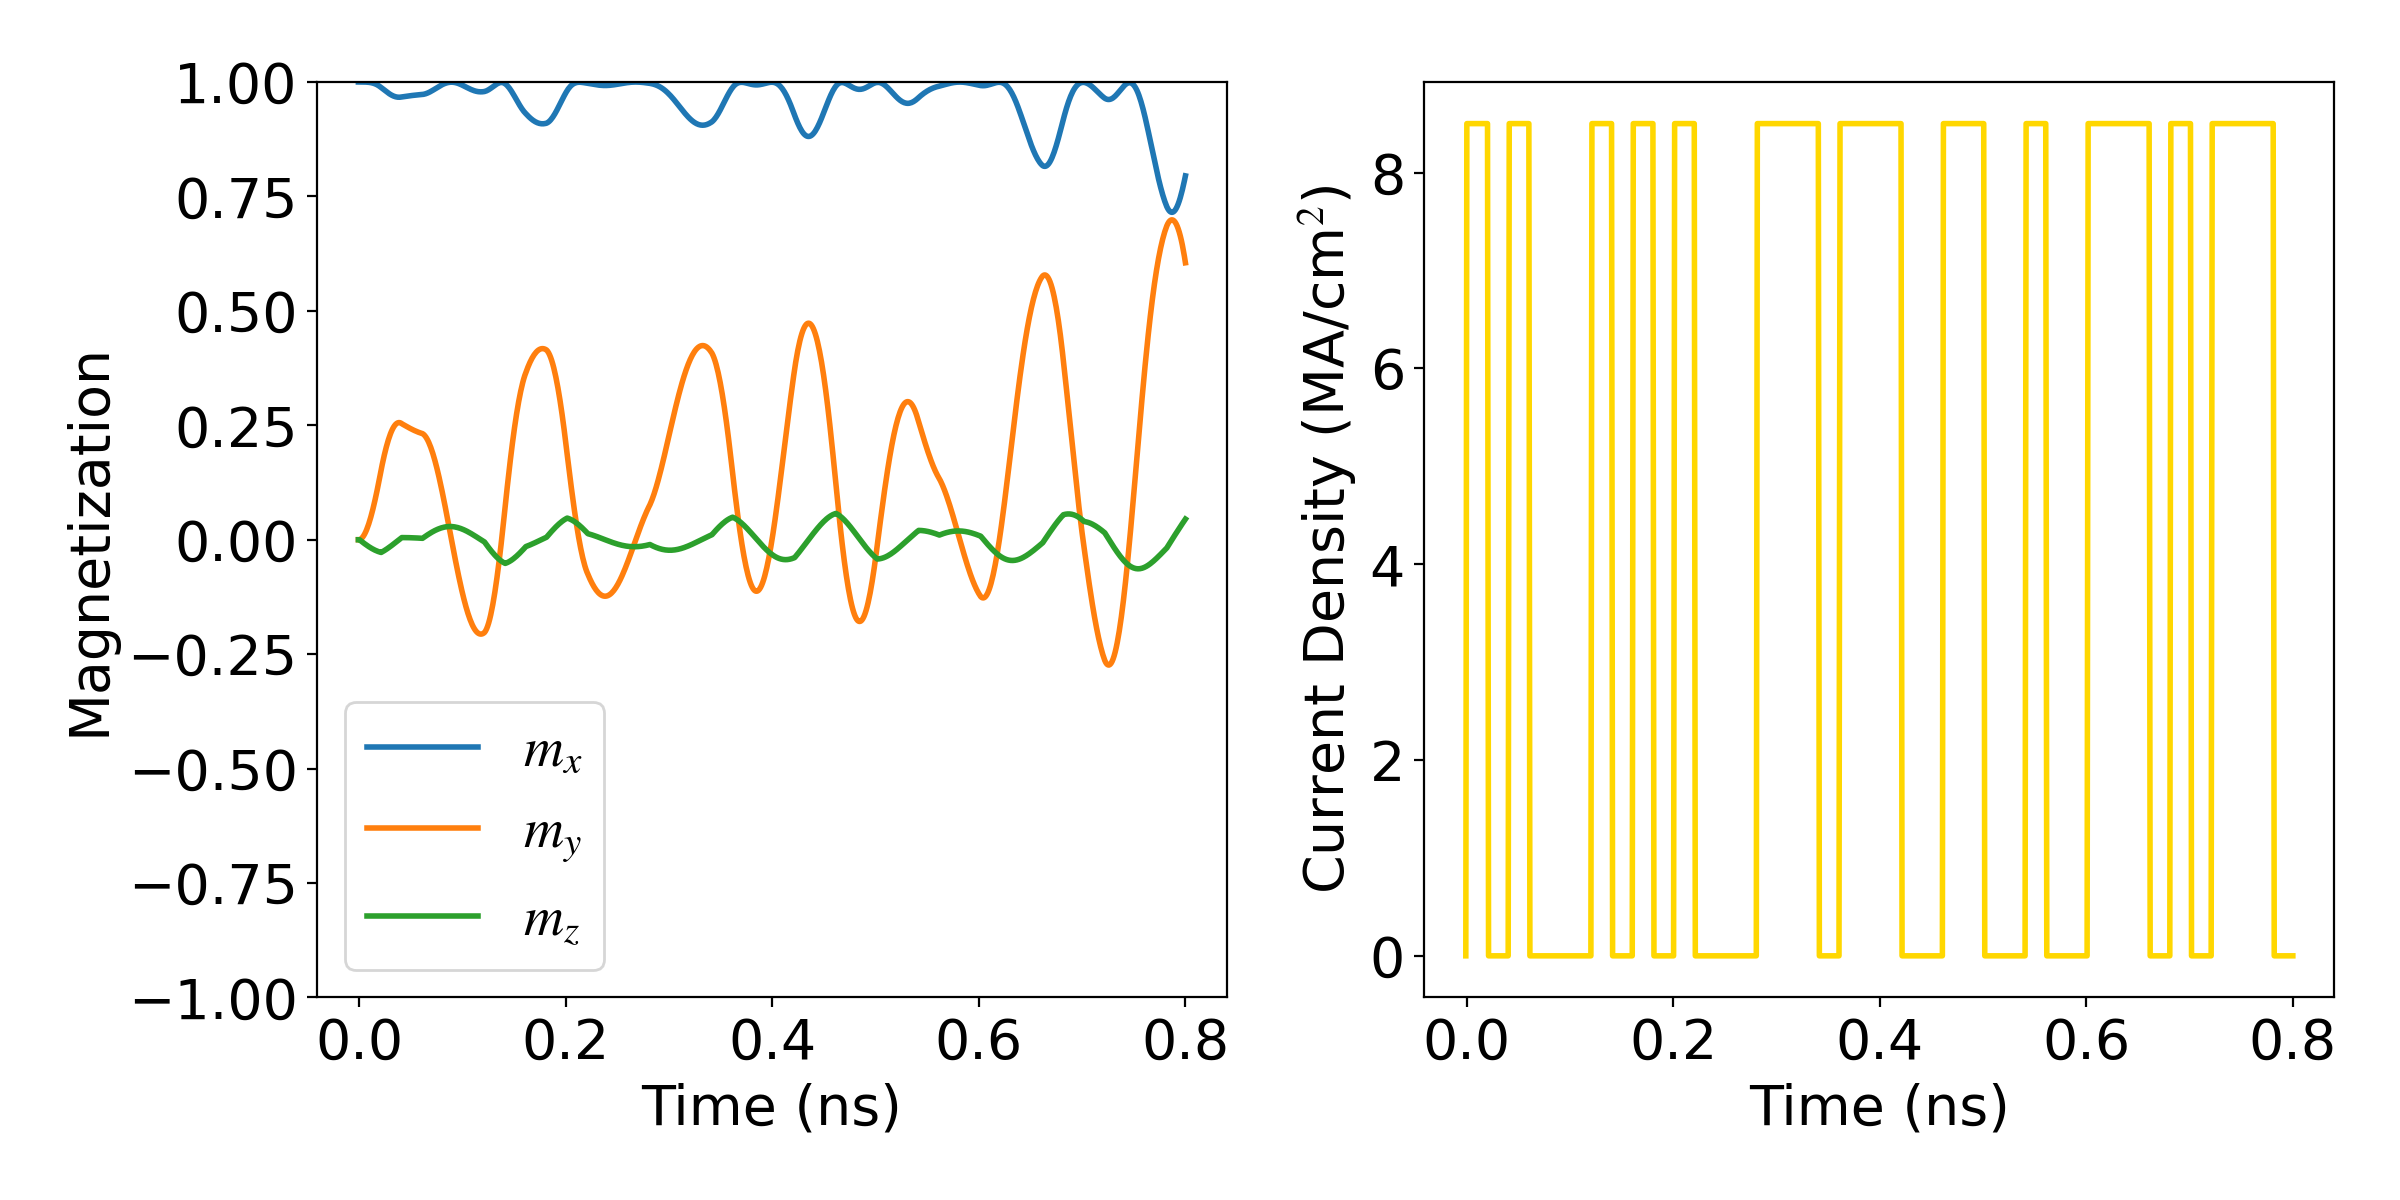 1.00
0.75
0.50
0.25
0.00
−0.25
−0.50
−0.75
−1.00
Magnetization
m_x
m_y
m_z
0.0 0.2 0.4 0.6 0.8
Time (ns)
8
6
4
2
0
Current Density (MA/cm²)
0.0 0.2 0.4 0.6 0.8
Time (ns)